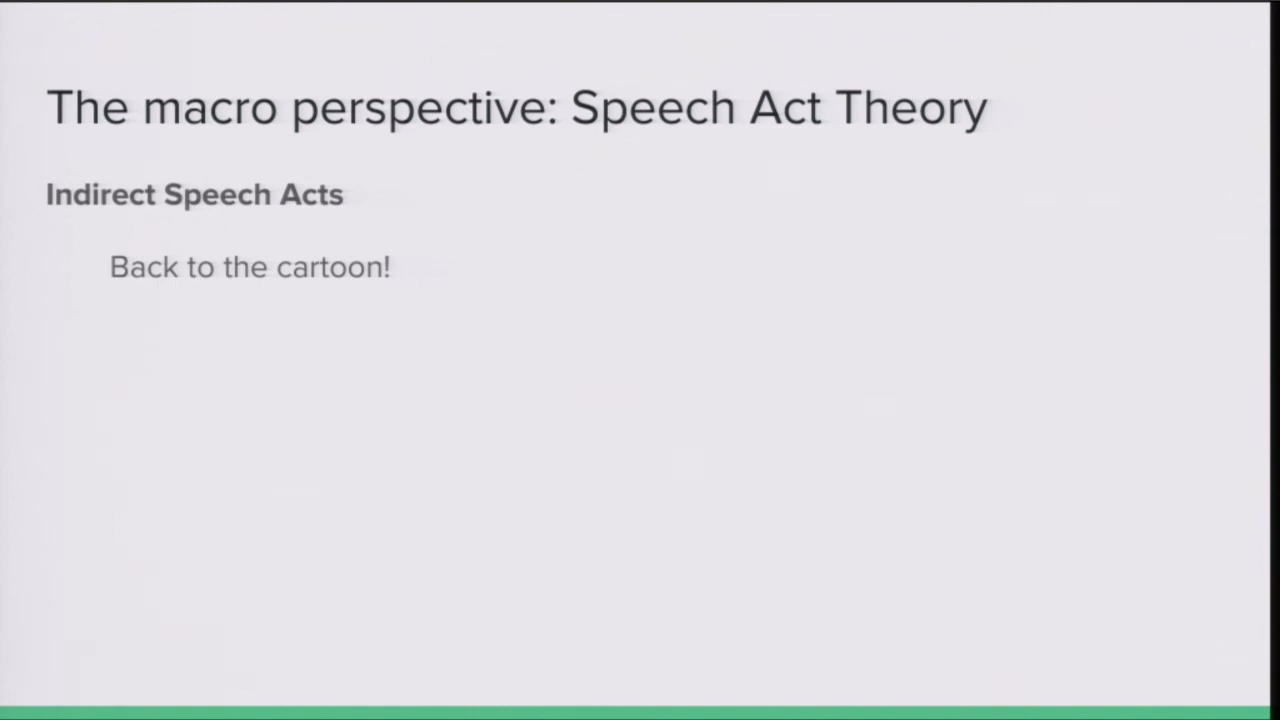 The macro perspective: Speech Act Theory
Indirect Speech Acts
Back to the cartoon!